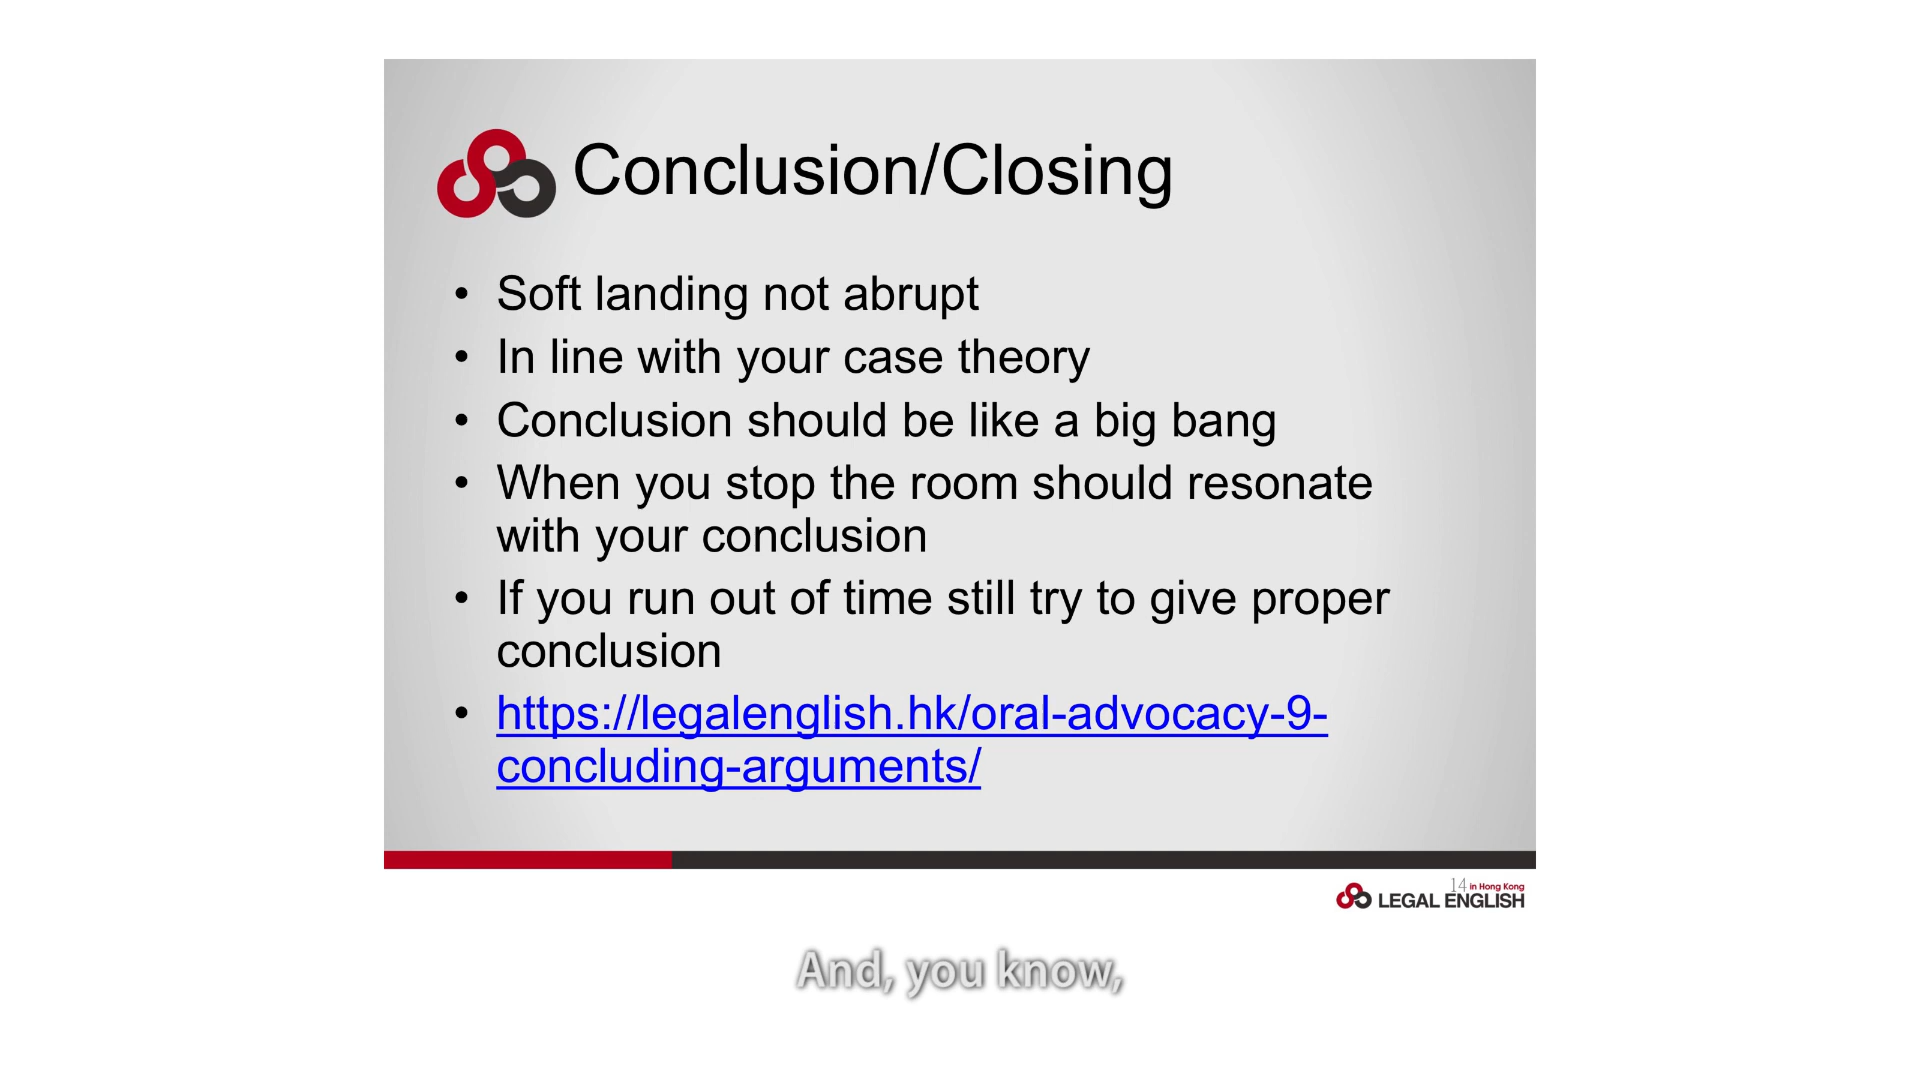 Conclusion/Closing
• Soft landing not abrupt
• In line with your case theory
• Conclusion should be like a big bang
• When you stop the room should resonate
with your conclusion
• If you run out of time still try to give proper
conclusion
• https://legalenglish.hk/oral-advocacy-9-
concluding-arguments/
14 in Hong Kong
LEGAL ENGLISH
And, you know,